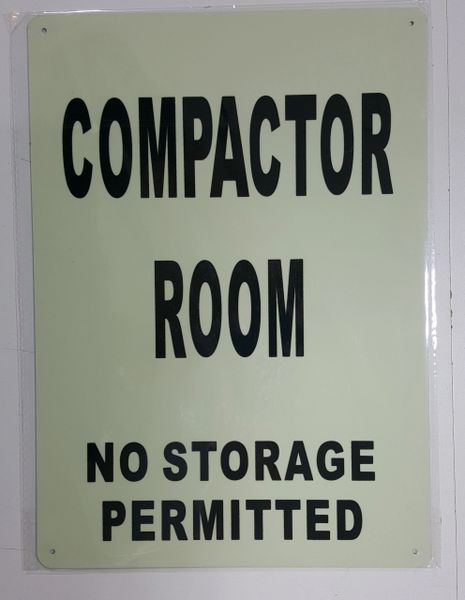 COMPACTOR
ROOM
NO STORAGE
PERMITTED